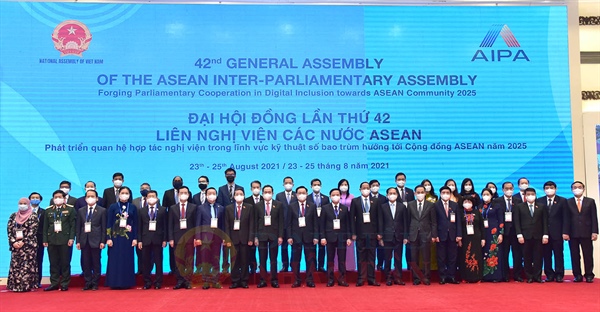 NATIONAL ASSEMBLY OF VIET NAM
AIPA
42nd GENERAL ASSEMBLY
OF THE ASEAN INTER-PARLIAMENTARY ASSEMBLY
Forging Parliamentary Cooperation in Digital Inclusion towards ASEAN Community 2025
ĐẠI HỘI ĐỒNG LẦN THỨ 42
LIÊN NGHỊ VIỆN CÁC NƯỚC ASEAN
Phát triển quan hệ hợp tác nghị viện trong lĩnh vực kỹ thuật số bao trùm hướng tới Cộng đồng ASEAN năm 2025
23rd - 25th August 2021 / 23 - 25 tháng 8 năm 2021